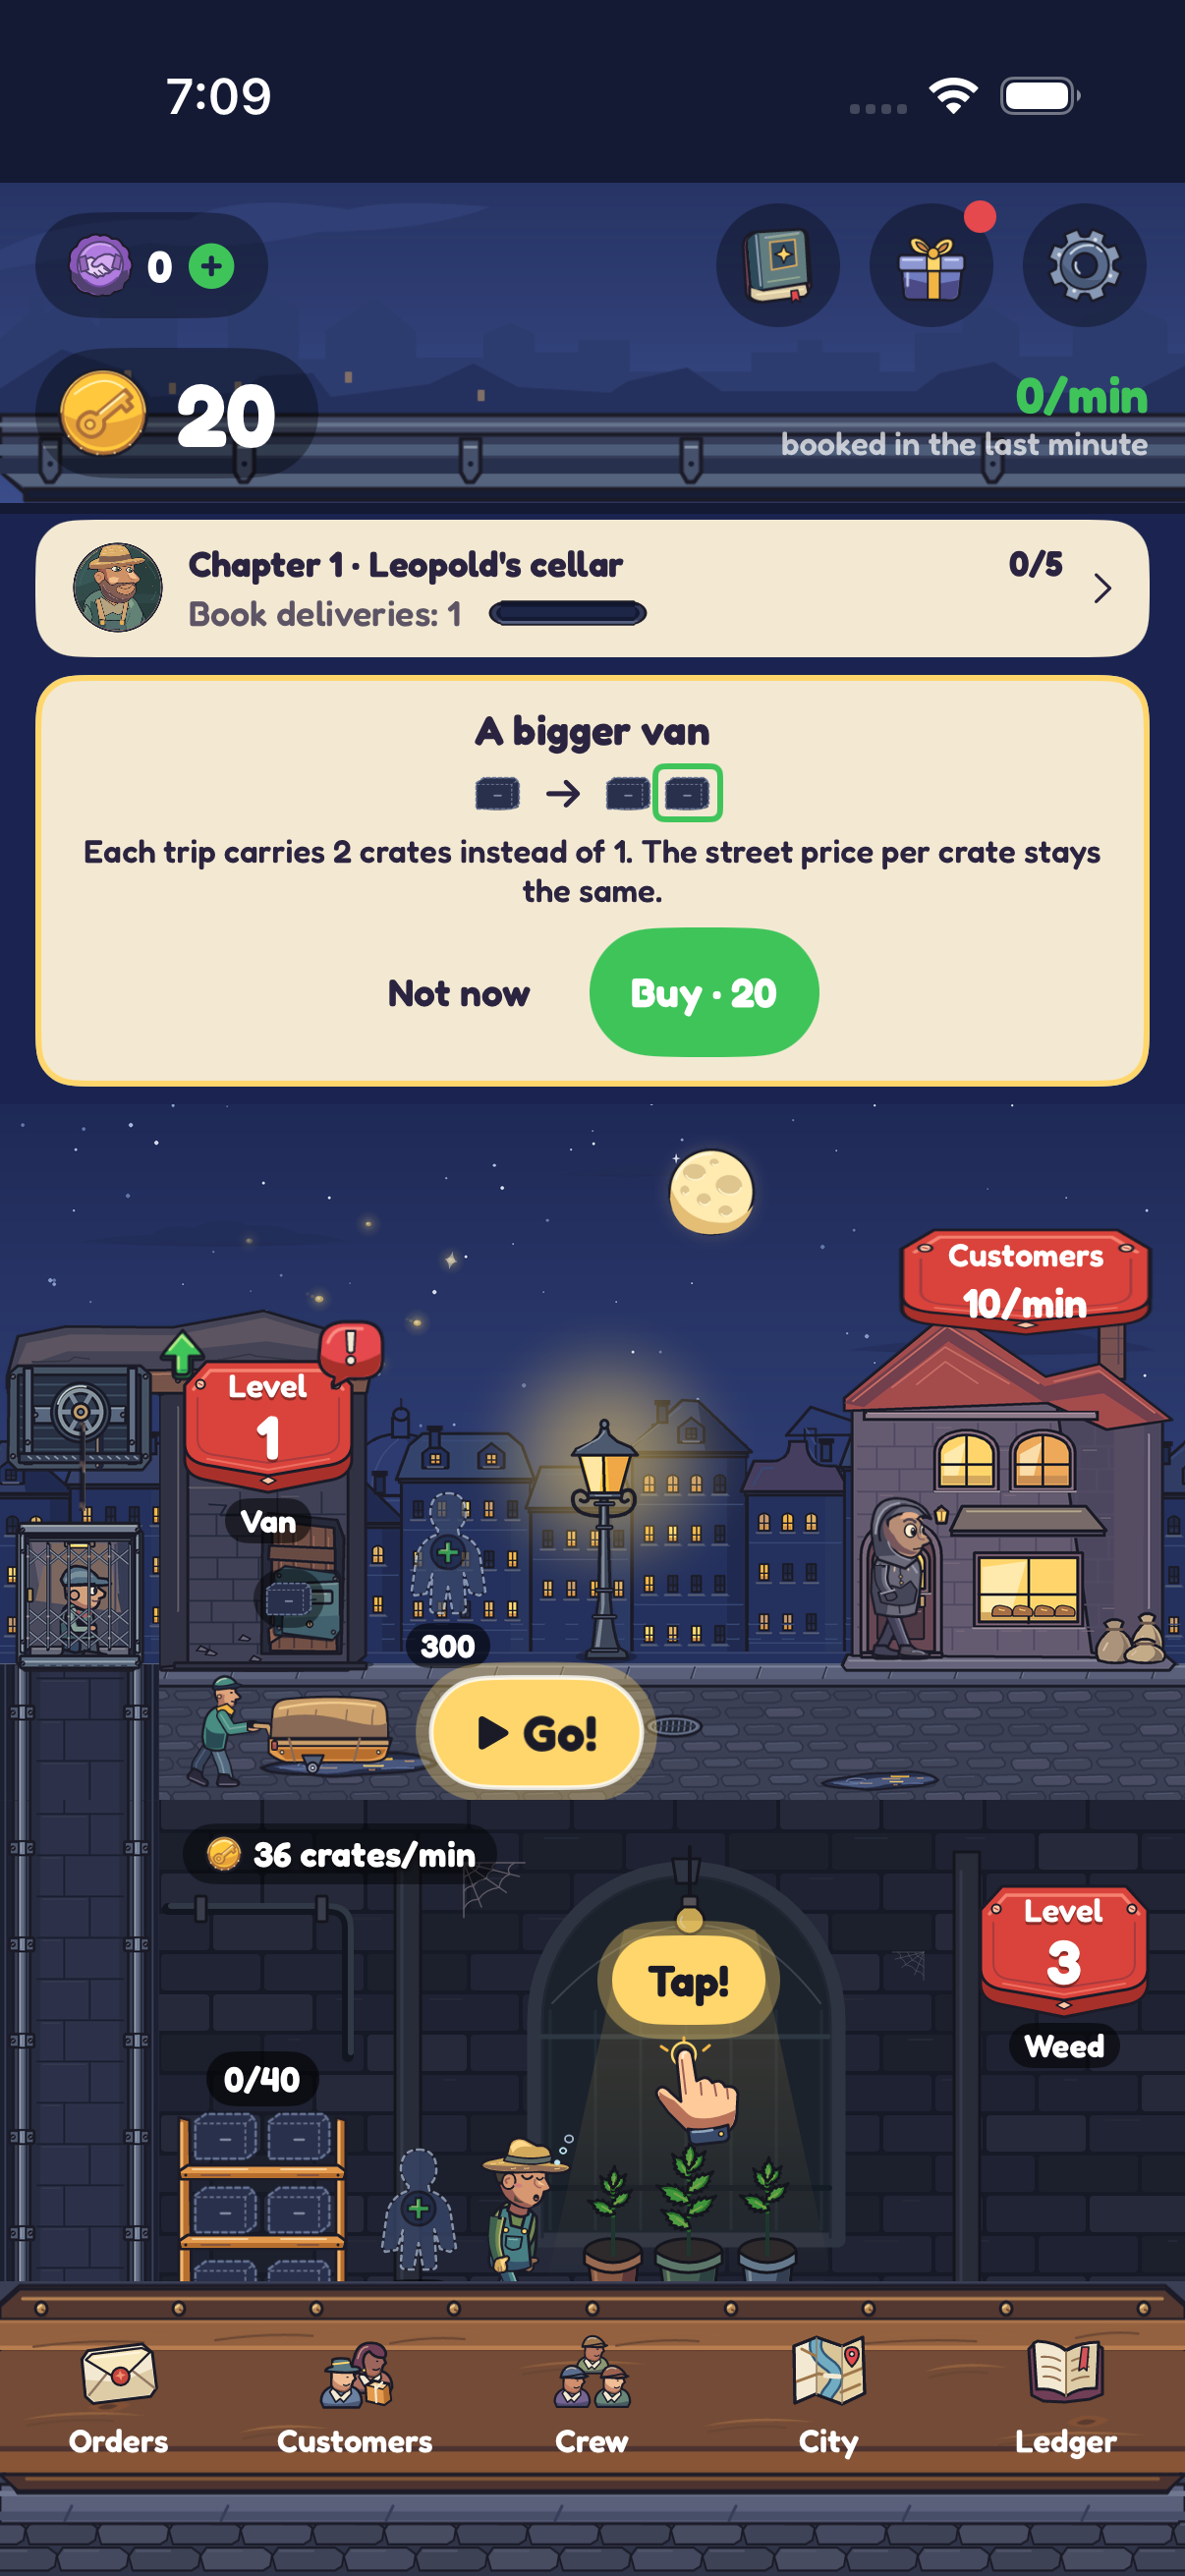 7:09
0
20
0/min
booked in the last minute
Chapter 1 · Leopold's cellar
0/5
Book deliveries: 1
A bigger van
Each trip carries 2 crates instead of 1. The street price per crate stays
the same.
Not now
Buy · 20
Customers
10/min
Level
1
Van
300
Go!
36 crates/min
Tap!
Level
3
Weed
0/40
Orders
Customers
Crew
City
Ledger